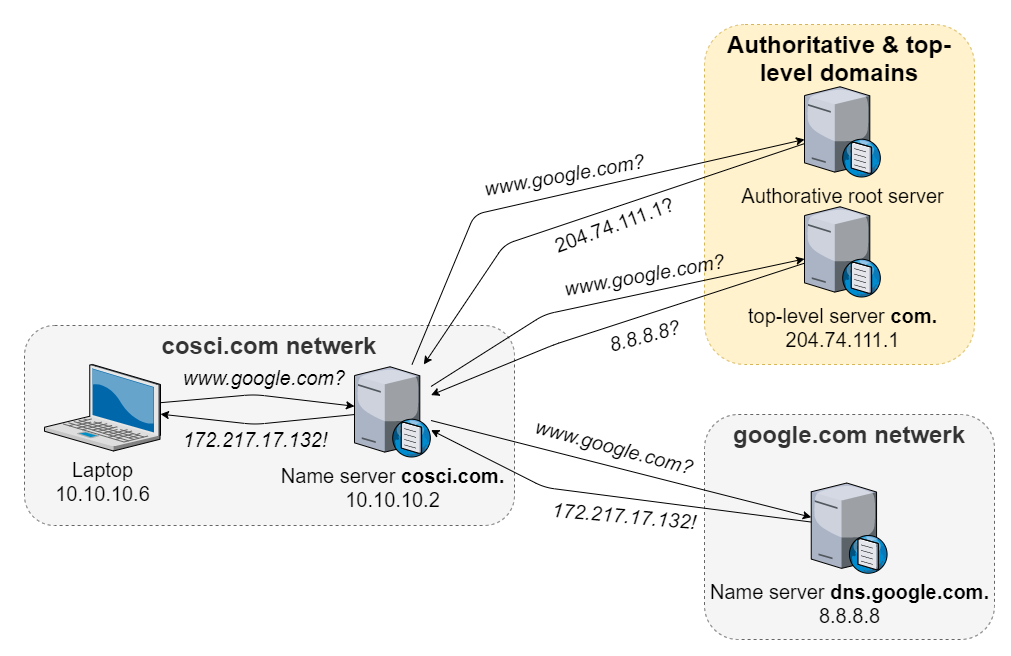 Authoritative & top-
level domains
www.google.com?
204.74.111.1?
Authorative root server
www.google.com?
8.8.8.8?
top-level server com.
204.74.111.1
cosci.com netwerk
www.google.com?
172.217.17.132!
Laptop
10.10.10.6
Name server cosci.com.
10.10.10.2
www.google.com?
172.217.17.132!
google.com netwerk
Name server dns.google.com.
8.8.8.8